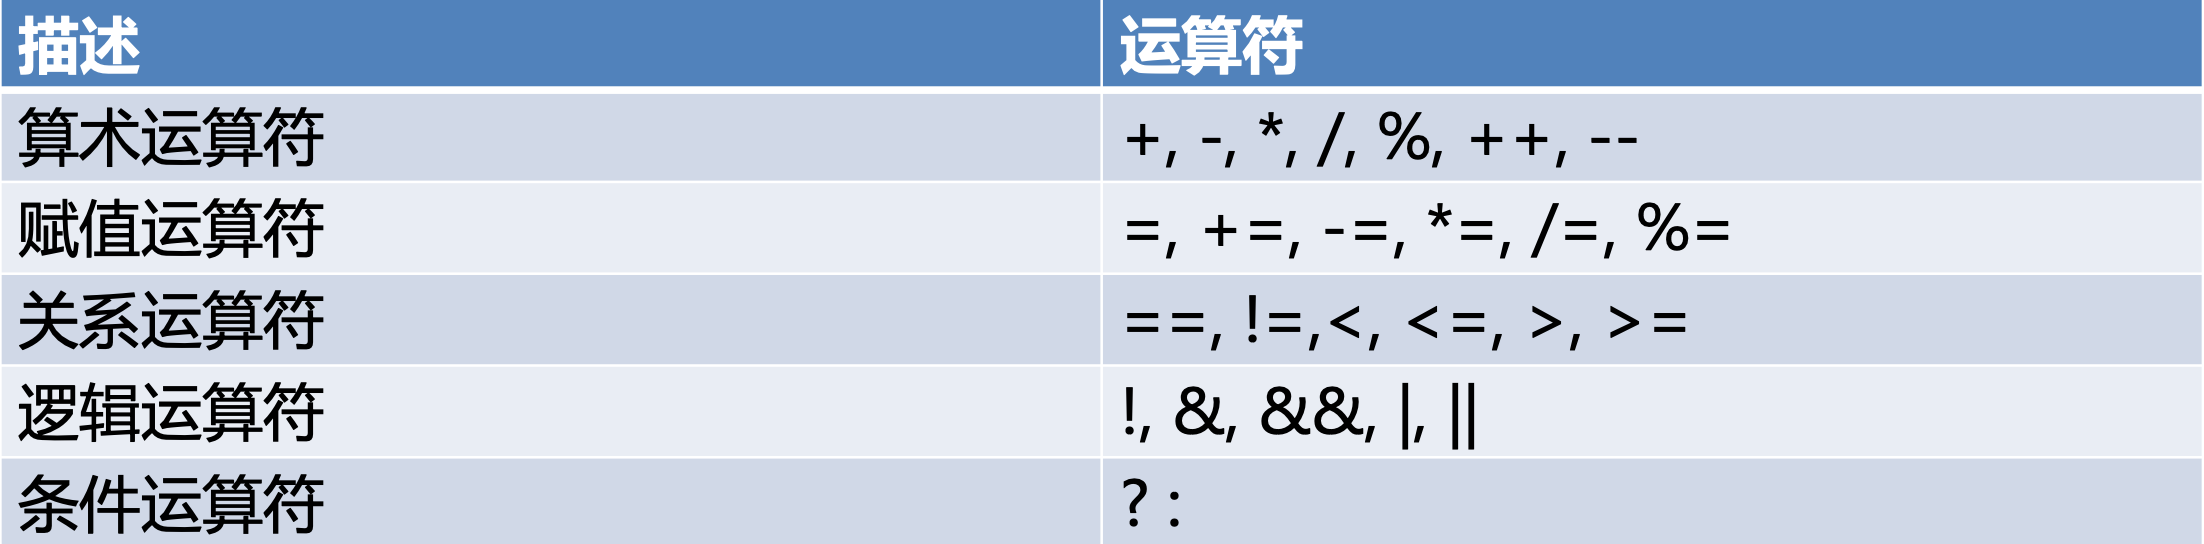 描述 运算符
算术运算符 +, -, *, /, %, ++, --
赋值运算符 =, +=, -=, *=, /=, %=
关系运算符 ==, !=,<, <=, >, >=
逻辑运算符 !, &, &&, |, ||
条件运算符 ? :